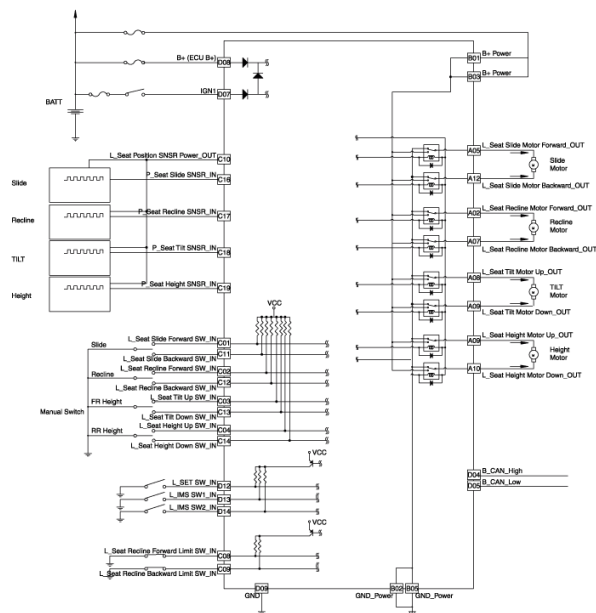 B+ (ECU B+) D08
IGN1 D07
BATT
B01 B+ Power
B03 B+ Power
L_Seat Position SNSR Power_OUT C10
P_Seat Slide SNSR_IN C16
Slide
P_Seat Recline SNSR_IN C17
Recline
P_Seat Tilt SNSR_IN C18
TILT
P_Seat Height SNSR_IN C19
Height
A05 L_Seat Slide Motor Forward_OUT
Slide
Motor
A12 L_Seat Slide Motor Backward_OUT
A02 L_Seat Recline Motor Forward_OUT
Recline
Motor
A07 L_Seat Recline Motor Backward_OUT
A08 L_Seat Tilt Motor Up_OUT
TILT
Motor
A09 L_Seat Tilt Motor Down_OUT
A09 L_Seat Height Motor Up_OUT
Height
Motor
A10 L_Seat Height Motor Down_OUT
M
M
M
M
VCC
Slide L_Seat Slide Forward SW_IN C01
L_Seat Slide Backward SW_IN C11
Recline L_Seat Recline Forward SW_IN C02
L_Seat Recline Backward SW_IN C12
FR Height L_Seat Tilt Up SW_IN C03
Manual Switch L_Seat Tilt Down SW_IN C13
RR Height L_Seat Height Up SW_IN C04
L_Seat Height Down SW_IN C14
VCC
L_SET SW_IN D12
L_IMS SW1_IN D13
L_IMS SW2_IN D14
D04 B_CAN_High
D05 B_CAN_Low
VCC
L_Seat Recline Forward Limit SW_IN C08
L_Seat Recline Backward Limit SW_IN C09
D09 GND
B02 GND_Power
B05 GND_Power